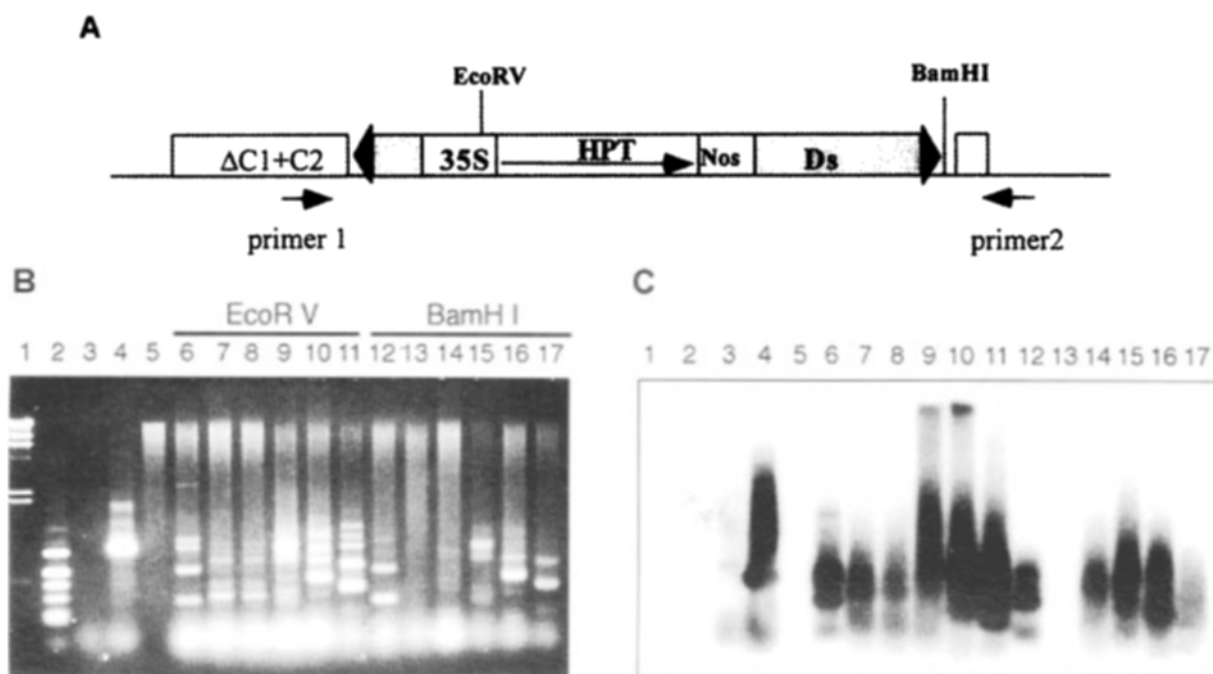 A
EcoRV
BamHI
ΔC1+C2
35S
HPT
Nos
Ds
primer 1
primer2
B
EcoR V
BamH I
1 2 3 4 5 6 7 8 9 10 11 12 13 14 15 16 17
C
1 2 3 4 5 6 7 8 9 10 11 12 13 14 15 16 17